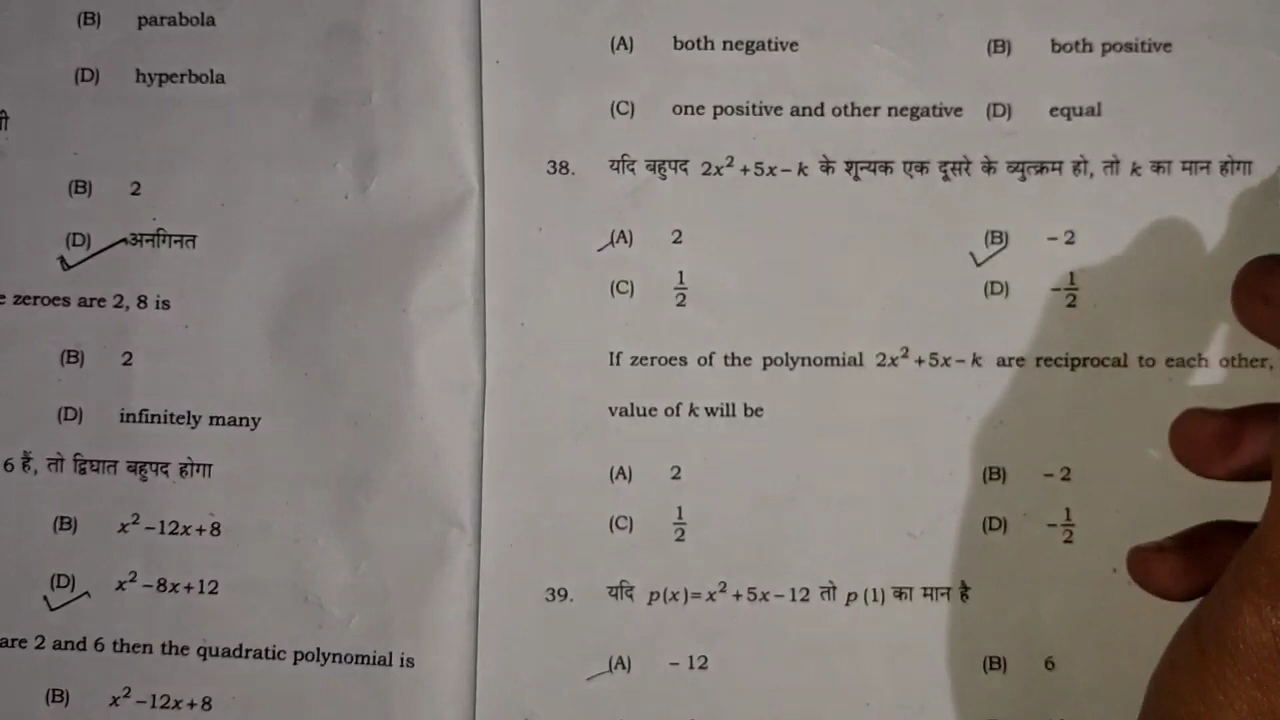 (B) parabola
(D) hyperbola
(B) 2
(D) अनगिनत
zeroes are 2, 8 is
(B) 2
(D) infinitely many
6 हैं, तो द्विघात बहुपद होगा
(B) x² −12x+8
(D) x² −8x+12
are 2 and 6 then the quadratic polynomial is
(B) x² −12x+8
(A) both negative (B) both positive
(C) one positive and other negative (D) equal
38. यदि बहुपद 2x² +5x− k के शून्यक एक दूसरे के व्युत्क्रम हो, तो k का मान होगा
(A) 2 (B) − 2
(C) 1/2 (D) −1/2
If zeroes of the polynomial 2x² +5x− k are reciprocal to each other,
value of k will be
(A) 2 (B) − 2
(C) 1/2 (D) −1/2
39. यदि p(x)=x² +5x−12 तो p (1) का मान है
(A) − 12 (B) 6